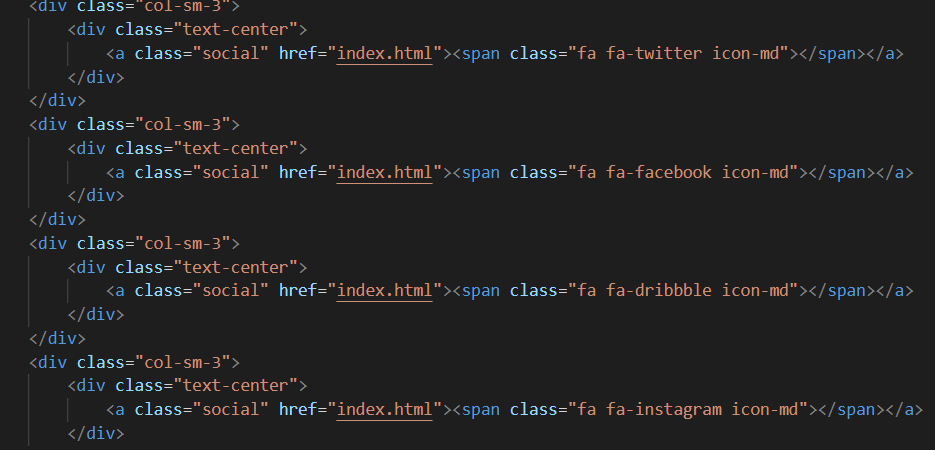 <div class="col-sm-3">
<div class="text-center">
<a class="social" href="index.html"><span class="fa fa-twitter icon-md"></span></a>
</div>
</div>
<div class="col-sm-3">
<div class="text-center">
<a class="social" href="index.html"><span class="fa fa-facebook icon-md"></span></a>
</div>
</div>
<div class="col-sm-3">
<div class="text-center">
<a class="social" href="index.html"><span class="fa fa-dribbble icon-md"></span></a>
</div>
</div>
<div class="col-sm-3">
<div class="text-center">
<a class="social" href="index.html"><span class="fa fa-instagram icon-md"></span></a>
</div>